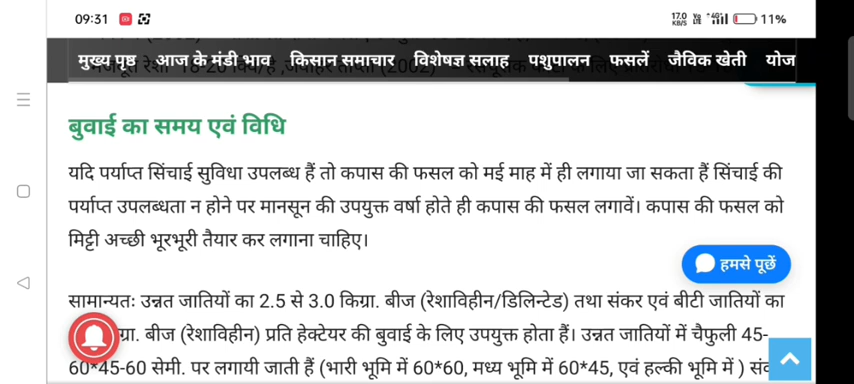 09:31 17.0 KB/S Vo LTE 4G+ 11%
मुख्य पृष्ठ आज के मंडी भाव किसान समाचार विशेषज्ञ सलाह पशुपालन फसलें जैविक खेती योज
बुवाई का समय एवं विधि
यदि पर्याप्त सिंचाई सुविधा उपलब्ध हैं तो कपास की फसल को मई माह में ही लगाया जा सकता हैं सिंचाई की
पर्याप्त उपलब्धता न होने पर मानसून की उपयुक्त वर्षा होते ही कपास की फसल लगावें। कपास की फसल को
मिट्टी अच्छी भूरभूरी तैयार कर लगाना चाहिए।
हमसे पूछें
सामान्यतः उन्नत जातियों का 2.5 से 3.0 किग्रा. बीज (रेशाविहीन/डिलिन्टेड) तथा संकर एवं बीटी जातियों का
ग्रा. बीज (रेशाविहीन) प्रति हेक्टेयर की बुवाई के लिए उपयुक्त होता हैं। उन्नत जातियों में चैफुली 45-
60*45-60 सेमी. पर लगायी जाती हैं (भारी भूमि में 60*60, मध्य भूमि में 60*45, एवं हल्की भूमि में )